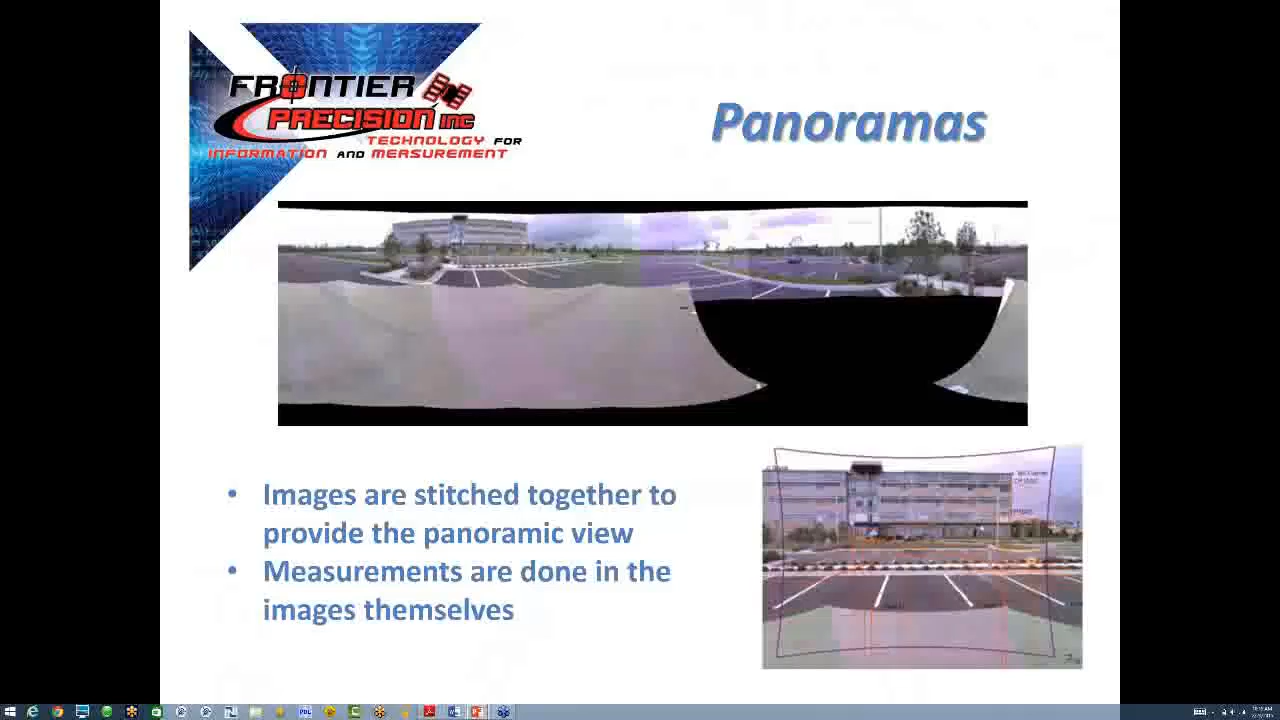 FRONTIER
PRECISION INC
TECHNOLOGY FOR
INFORMATION AND MEASUREMENT
Panoramas
• Images are stitched together to
provide the panoramic view
• Measurements are done in the
images themselves